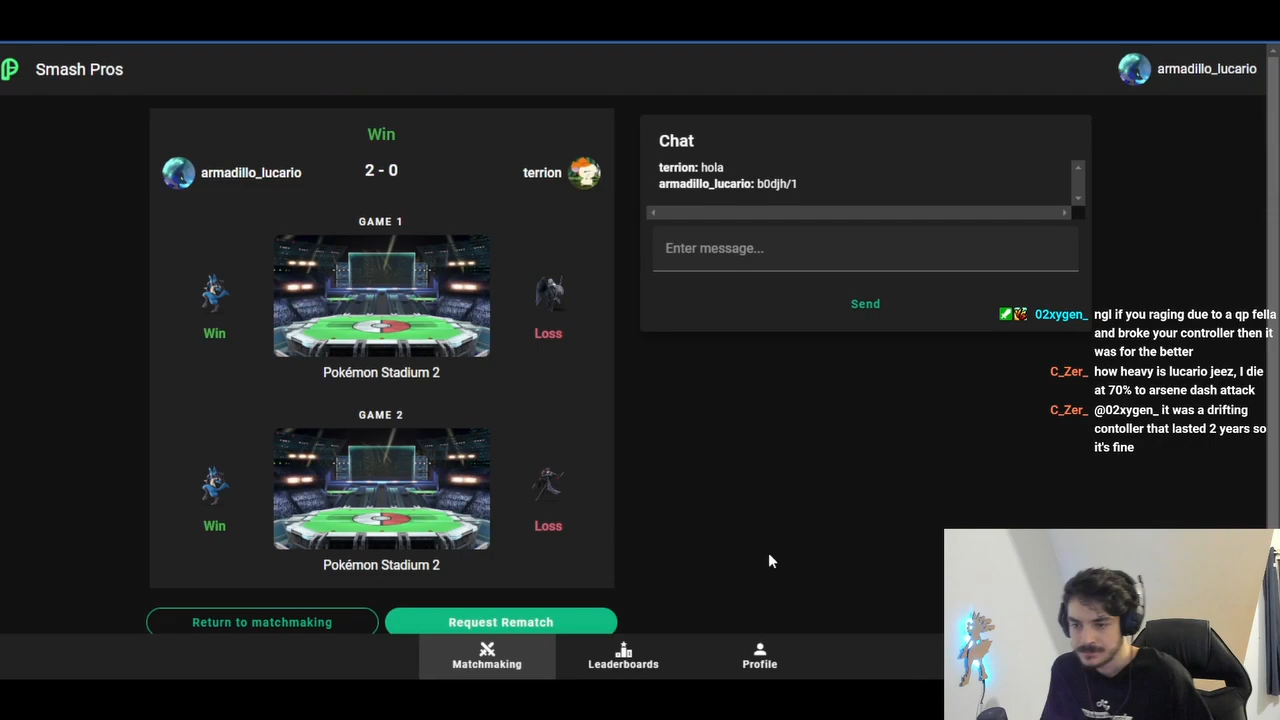 Smash Pros
armadillo_lucario
Win
armadillo_lucario
2 - 0
terrion
GAME 1
Win
Loss
Pokémon Stadium 2
GAME 2
Win
Loss
Pokémon Stadium 2
Return to matchmaking
Request Rematch
Chat
terrion: hola
armadillo_lucario: b0djh/1
Enter message...
Send
02xygen_ ngl if you raging due to a qp fella
and broke your controller then it
was for the better
C_Zer_ how heavy is lucario jeez, I die
at 70% to arsene dash attack
C_Zer_ @02xygen_ it was a drifting
contoller that lasted 2 years so
it's fine
Matchmaking
Leaderboards
Profile